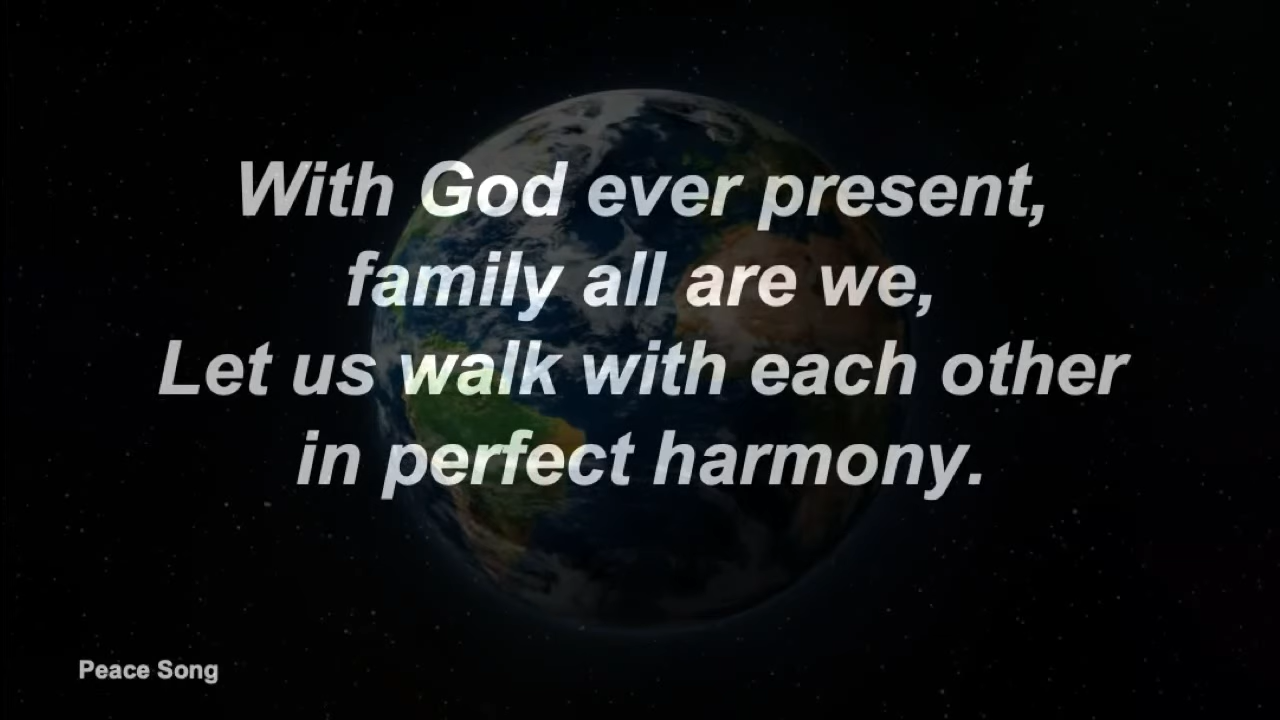 With God ever present,
family all are we,
Let us walk with each other
in perfect harmony.
Peace Song